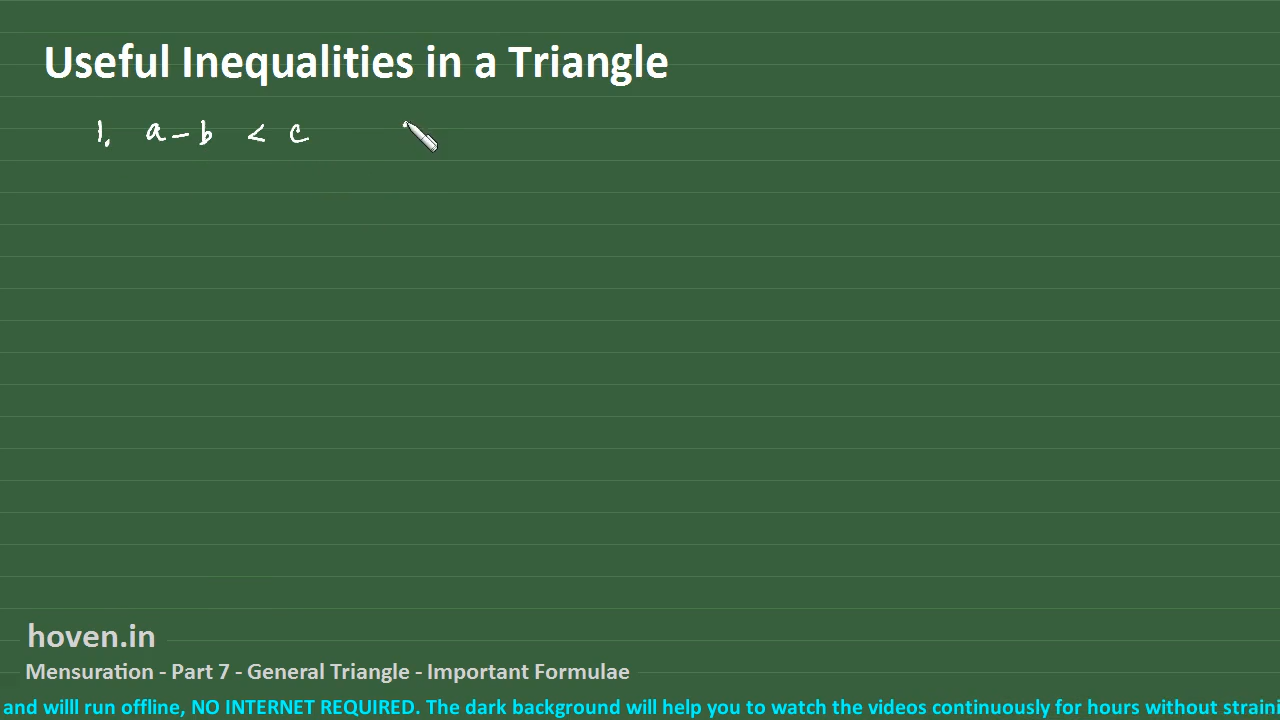 Useful Inequalities in a Triangle
1. a - b < c
hoven.in
Mensuration - Part 7 - General Triangle - Important Formulae
and willl run offline, NO INTERNET REQUIRED. The dark background will help you to watch the videos continuously for hours without straini